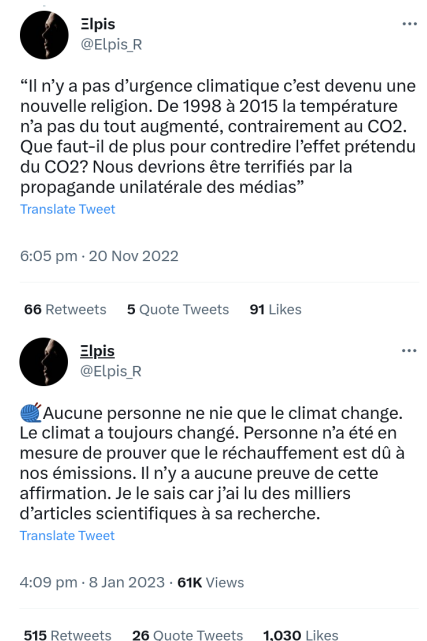 Ξlpis
@Elpis_R
“Il n’y a pas d’urgence climatique c’est devenu une
nouvelle religion. De 1998 à 2015 la température
n’a pas du tout augmenté, contrairement au CO2.
Que faut-il de plus pour contredire l’effet prétendu
du CO2? Nous devrions être terrifiés par la
propagande unilatérale des médias”
Translate Tweet
6:05 pm · 20 Nov 2022
66 Retweets 5 Quote Tweets 91 Likes
Ξlpis
@Elpis_R
🧶Aucune personne ne nie que le climat change.
Le climat a toujours changé. Personne n’a été en
mesure de prouver que le réchauffement est dû à
nos émissions. Il n’y a aucune preuve de cette
affirmation. Je le sais car j’ai lu des milliers
d’articles scientifiques à sa recherche.
Translate Tweet
4:09 pm · 8 Jan 2023 · 61K Views
515 Retweets 26 Quote Tweets 1,030 Likes